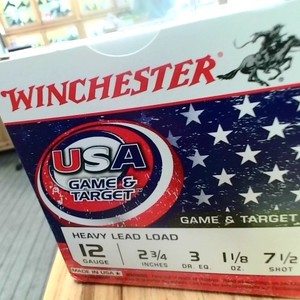 WINCHESTER
USA
GAME &
TARGET
GAME & TARGET
HEAVY LEAD LOAD
12 2 3/4 3 1 1/8 7 1/2
GAUGE INCHES DR. EQ. OZ. SHOT
MADE IN USA